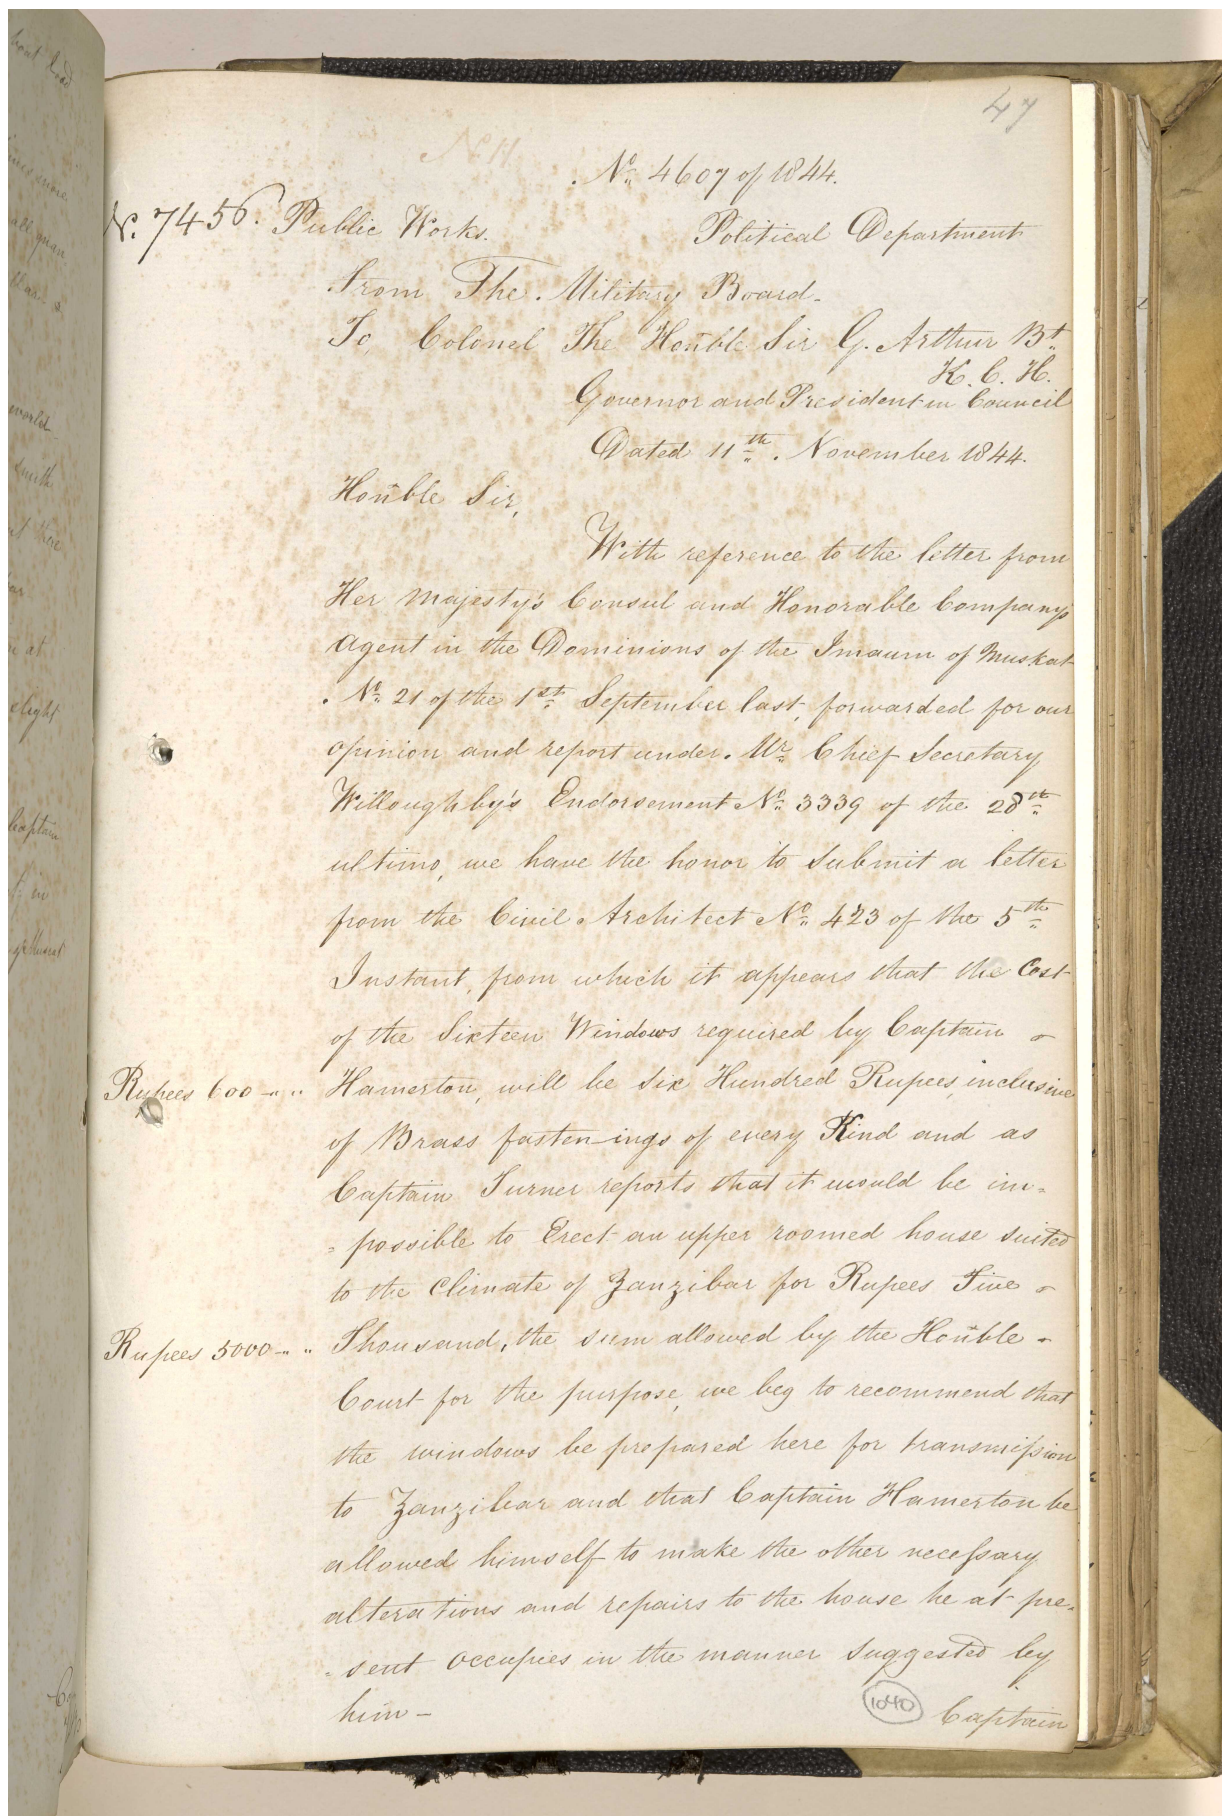 47
No. 4607 of 1844.
No. 7456. Public Works. Political Department
From The Military Board.
To, Colonel The Honble Sir G. Arthur Bt.
K. C. H.
Governor and President in Council
Dated 11th. November 1844.
Honble Sir,
With reference to the letter from
Her Majesty's Consul and Honorable Company's
Agent in the Dominions of the Imaum of Muskat
No. 21 of the 1st September last, forwarded for our
opinion and report under Mr. Chief Secretary
Willoughby's Endorsement No. 3339 of the 28th
ultimo, we have the honor to submit a letter
from the Civil Architect No. 423 of the 5th
Instant, from which it appears that the Cost
of the Sixteen Windows required by Captain
Rupees 600 -"" Hamerton, will be Six Hundred Rupees, inclusive
of Brass fastenings of every Kind and as
Captain Turner reports that it would be im=
=possible to Erect an upper roomed house suited
to the Climate of Zanzibar for Rupees Five
Rupees 5000 -"" Thousand, the sum allowed by the Honble
Court for the purpose, we beg to recommend that
the windows be prepared here for transmission
to Zanzibar and that Captain Hamerton be
allowed himself to make the other necessary
alterations and repairs to the house he at pre=
=sent occupies in the manner suggested by
him -
1040 Captain